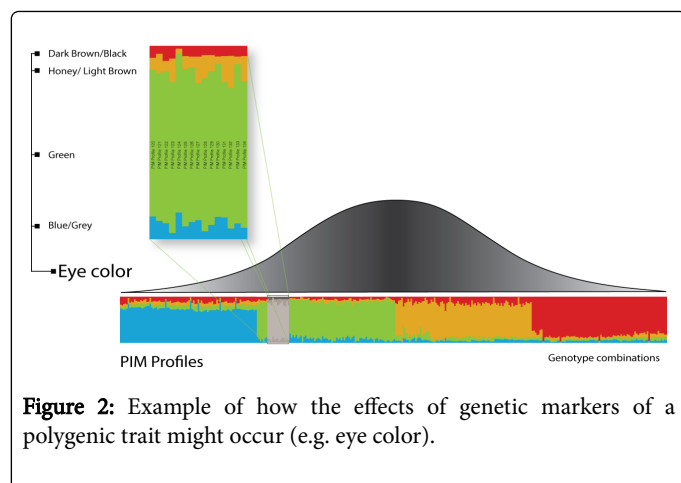 Dark Brown/Black
Honey/ Light Brown
Green
Blue/Grey
Eye color
PIM Profiles
Genotype combinations
Figure 2: Example of how the effects of genetic markers of a
polygenic trait might occur (e.g. eye color).